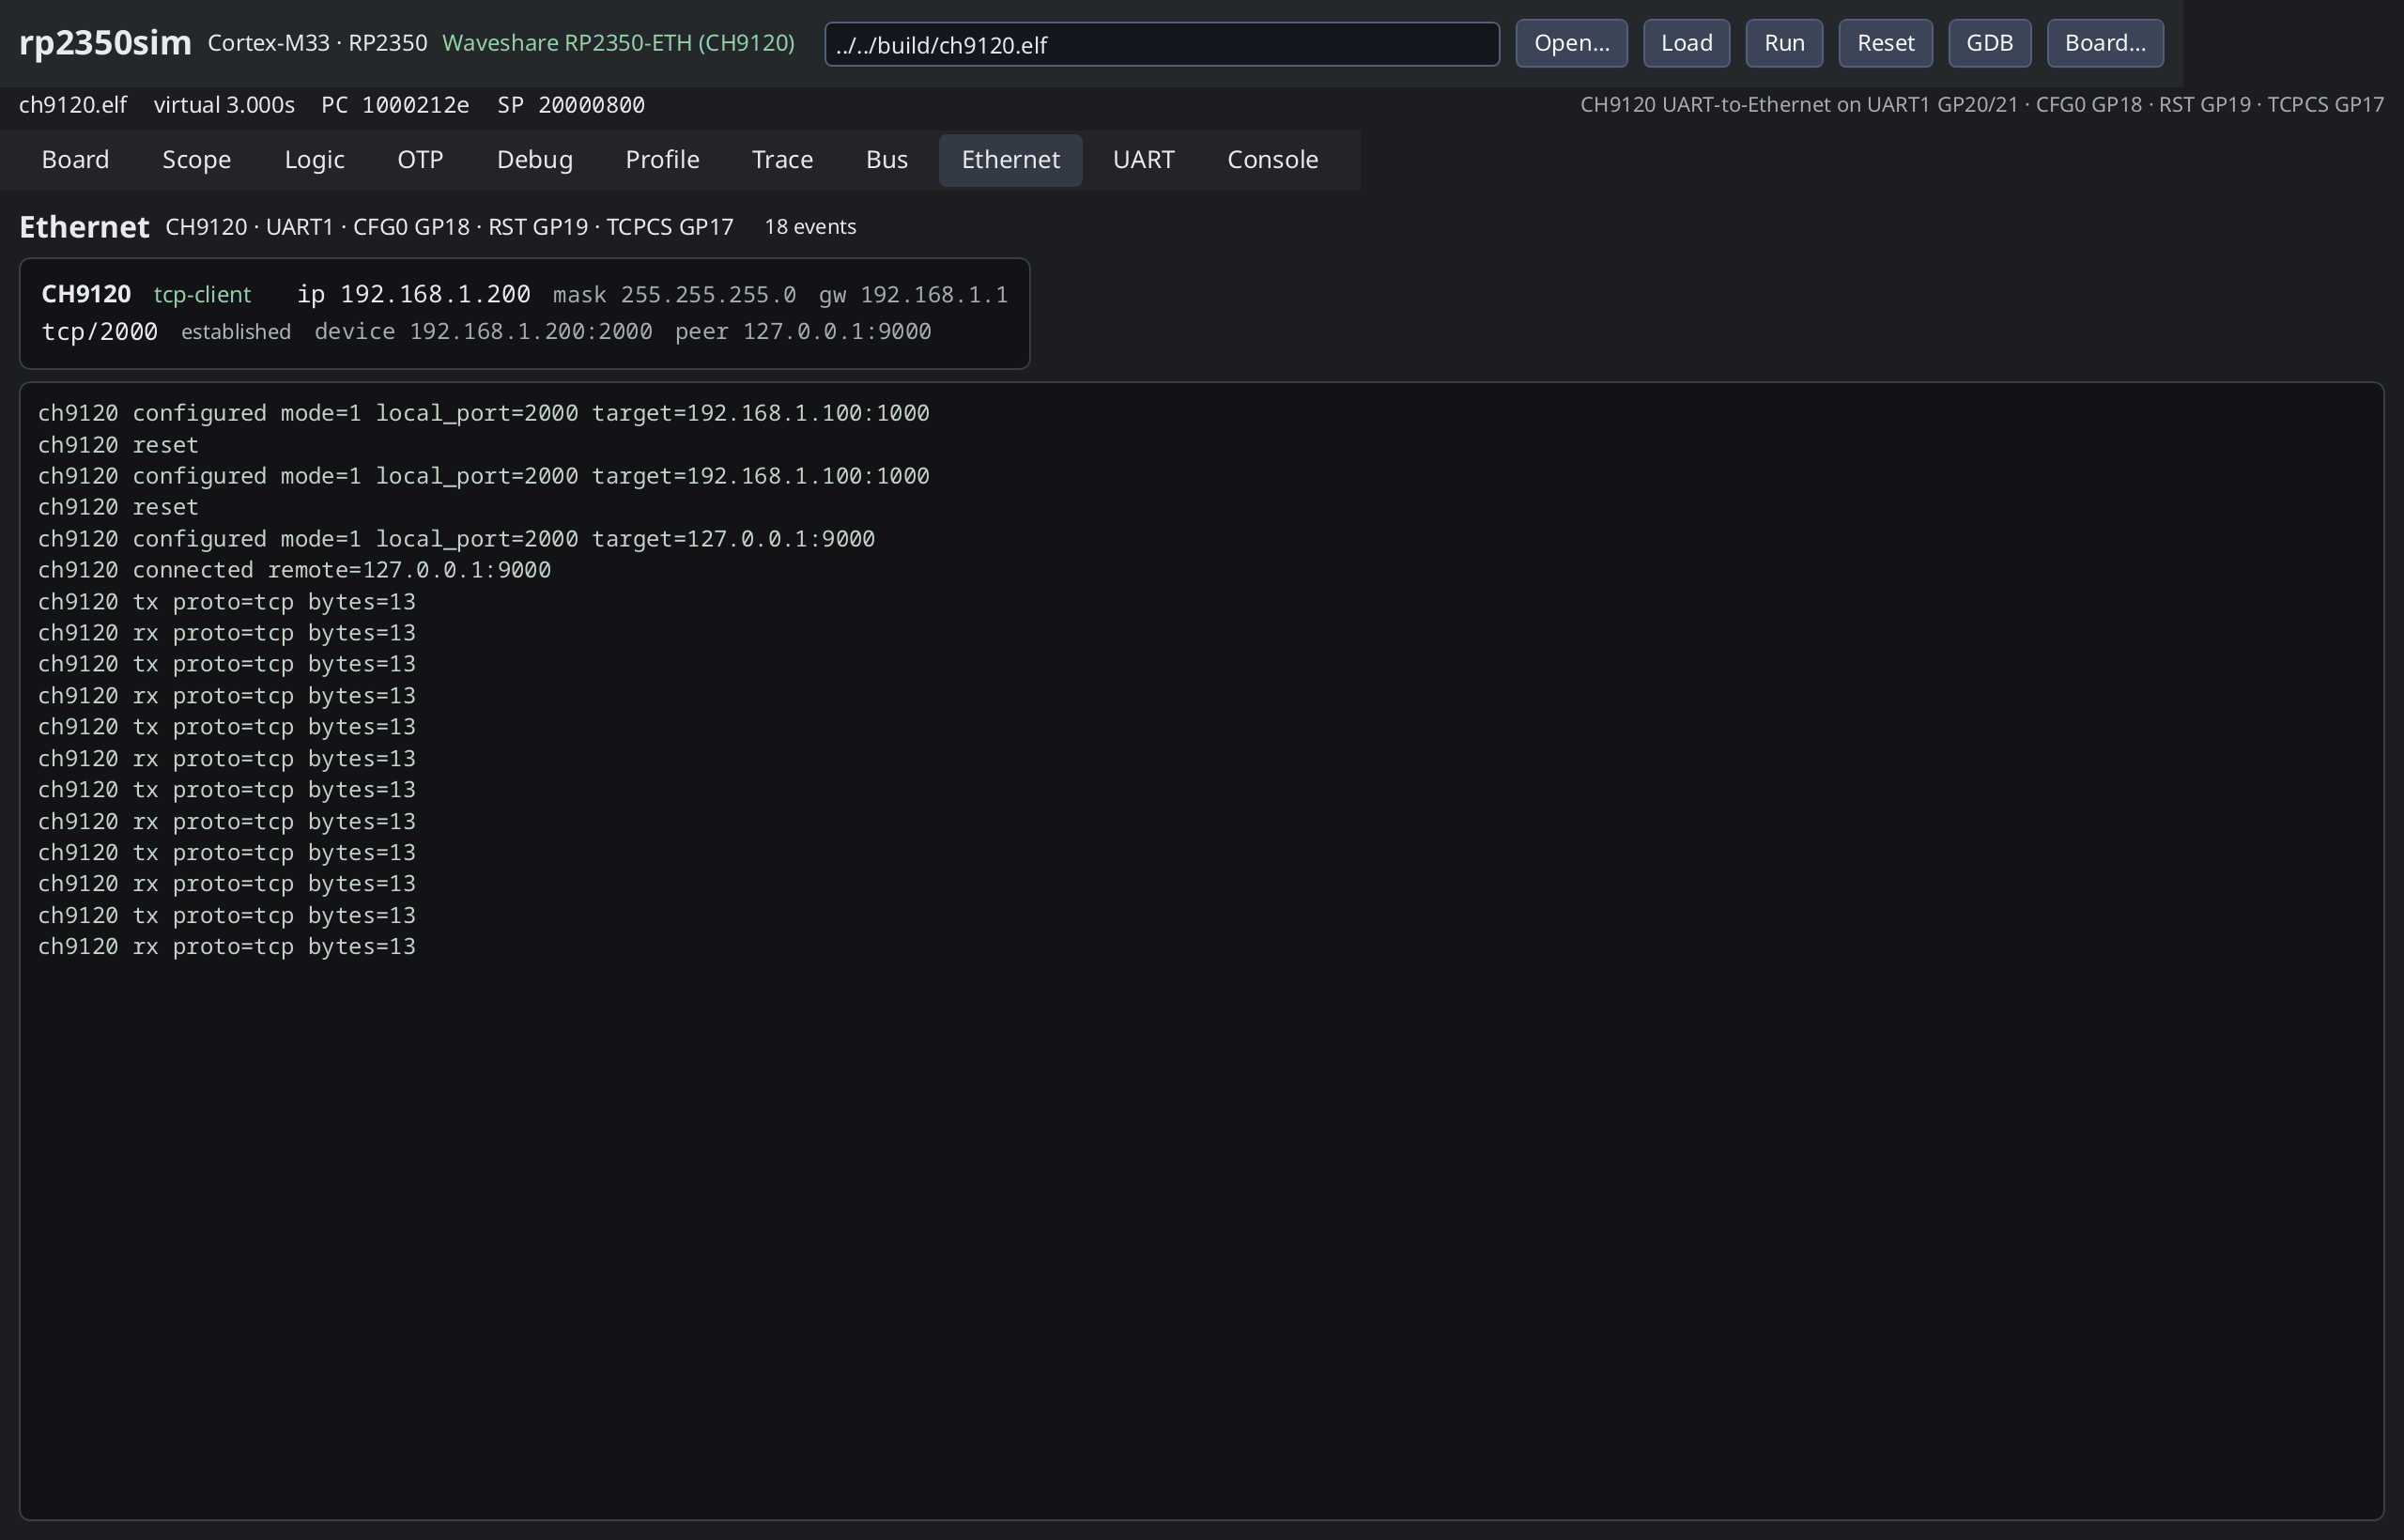 rp2350sim Cortex-M33 · RP2350 Waveshare RP2350-ETH (CH9120) ../../build/ch9120.elf Open... Load Run Reset GDB Board...
ch9120.elf virtual 3.000s PC 1000212e SP 20000800 CH9120 UART-to-Ethernet on UART1 GP20/21 · CFG0 GP18 · RST GP19 · TCPCS GP17
Board Scope Logic OTP Debug Profile Trace Bus Ethernet UART Console
Ethernet CH9120 · UART1 · CFG0 GP18 · RST GP19 · TCPCS GP17 18 events
CH9120 tcp-client ip 192.168.1.200 mask 255.255.255.0 gw 192.168.1.1
tcp/2000 established device 192.168.1.200:2000 peer 127.0.0.1:9000
ch9120 configured mode=1 local_port=2000 target=192.168.1.100:1000
ch9120 reset
ch9120 configured mode=1 local_port=2000 target=192.168.1.100:1000
ch9120 reset
ch9120 configured mode=1 local_port=2000 target=127.0.0.1:9000
ch9120 connected remote=127.0.0.1:9000
ch9120 tx proto=tcp bytes=13
ch9120 rx proto=tcp bytes=13
ch9120 tx proto=tcp bytes=13
ch9120 rx proto=tcp bytes=13
ch9120 tx proto=tcp bytes=13
ch9120 rx proto=tcp bytes=13
ch9120 tx proto=tcp bytes=13
ch9120 rx proto=tcp bytes=13
ch9120 tx proto=tcp bytes=13
ch9120 rx proto=tcp bytes=13
ch9120 tx proto=tcp bytes=13
ch9120 rx proto=tcp bytes=13